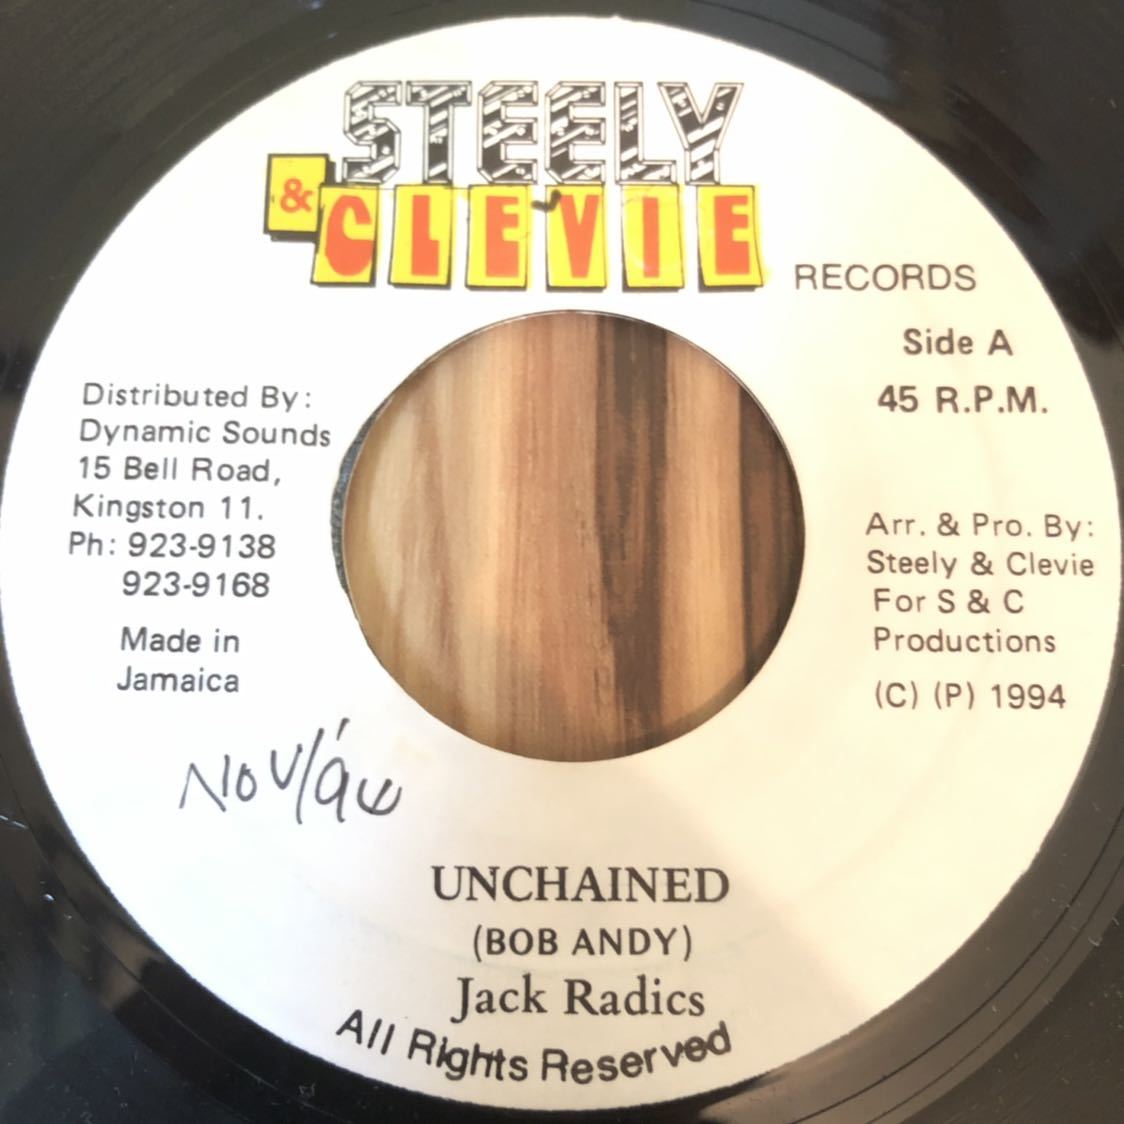 STEELY
& CLEVIE
RECORDS
Side A
45 R.P.M.
Distributed By:
Dynamic Sounds
15 Bell Road,
Kingston 11.
Ph: 923-9138
923-9168
Made in
Jamaica
Arr. & Pro. By:
Steely & Clevie
For S & C
Productions
(C) (P) 1994
UNCHAINED
(BOB ANDY)
Jack Radics
All Rights Reserved